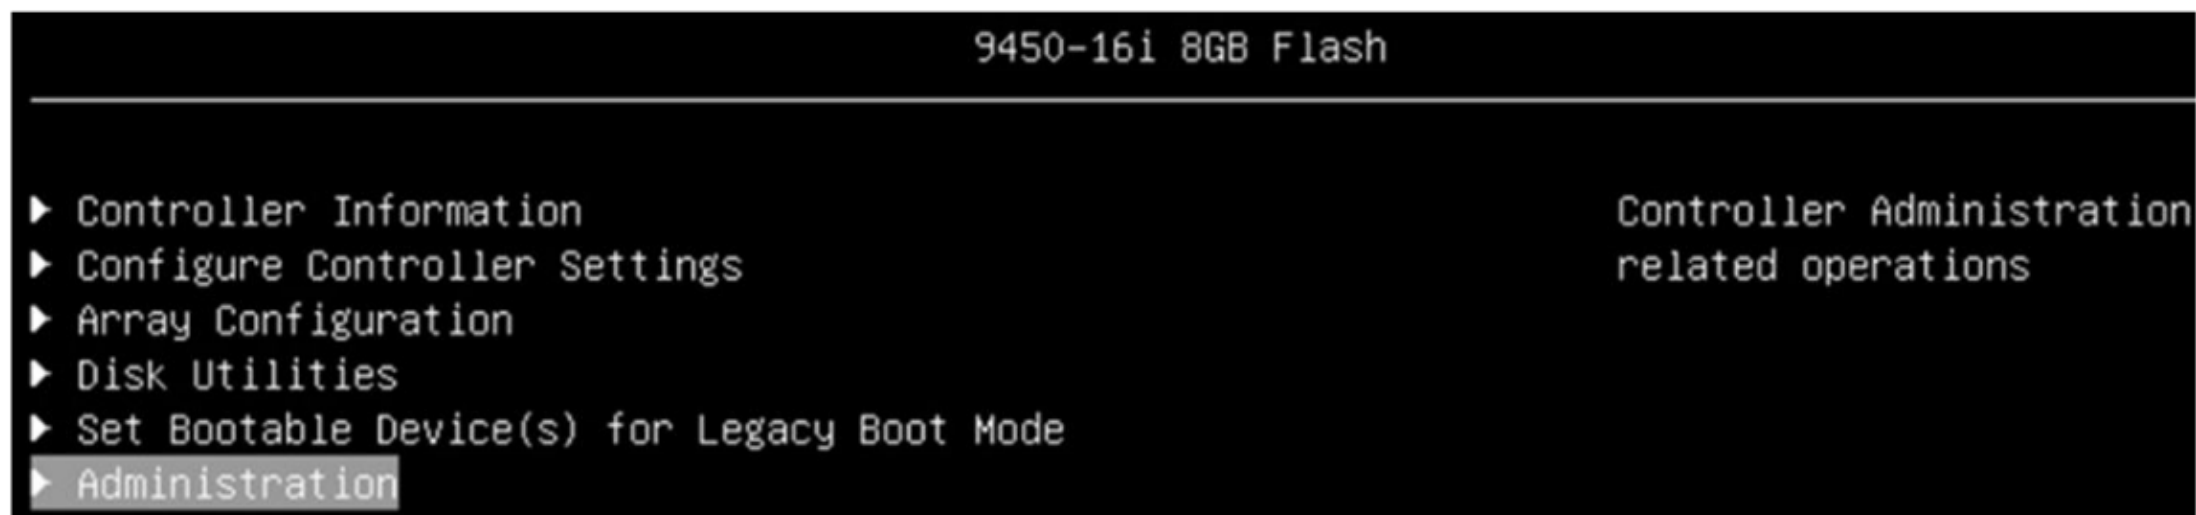 9450-16i 8GB Flash
Controller Information
Configure Controller Settings
Array Configuration
Disk Utilities
Set Bootable Device(s) for Legacy Boot Mode
Administration
Controller Administration
related operations